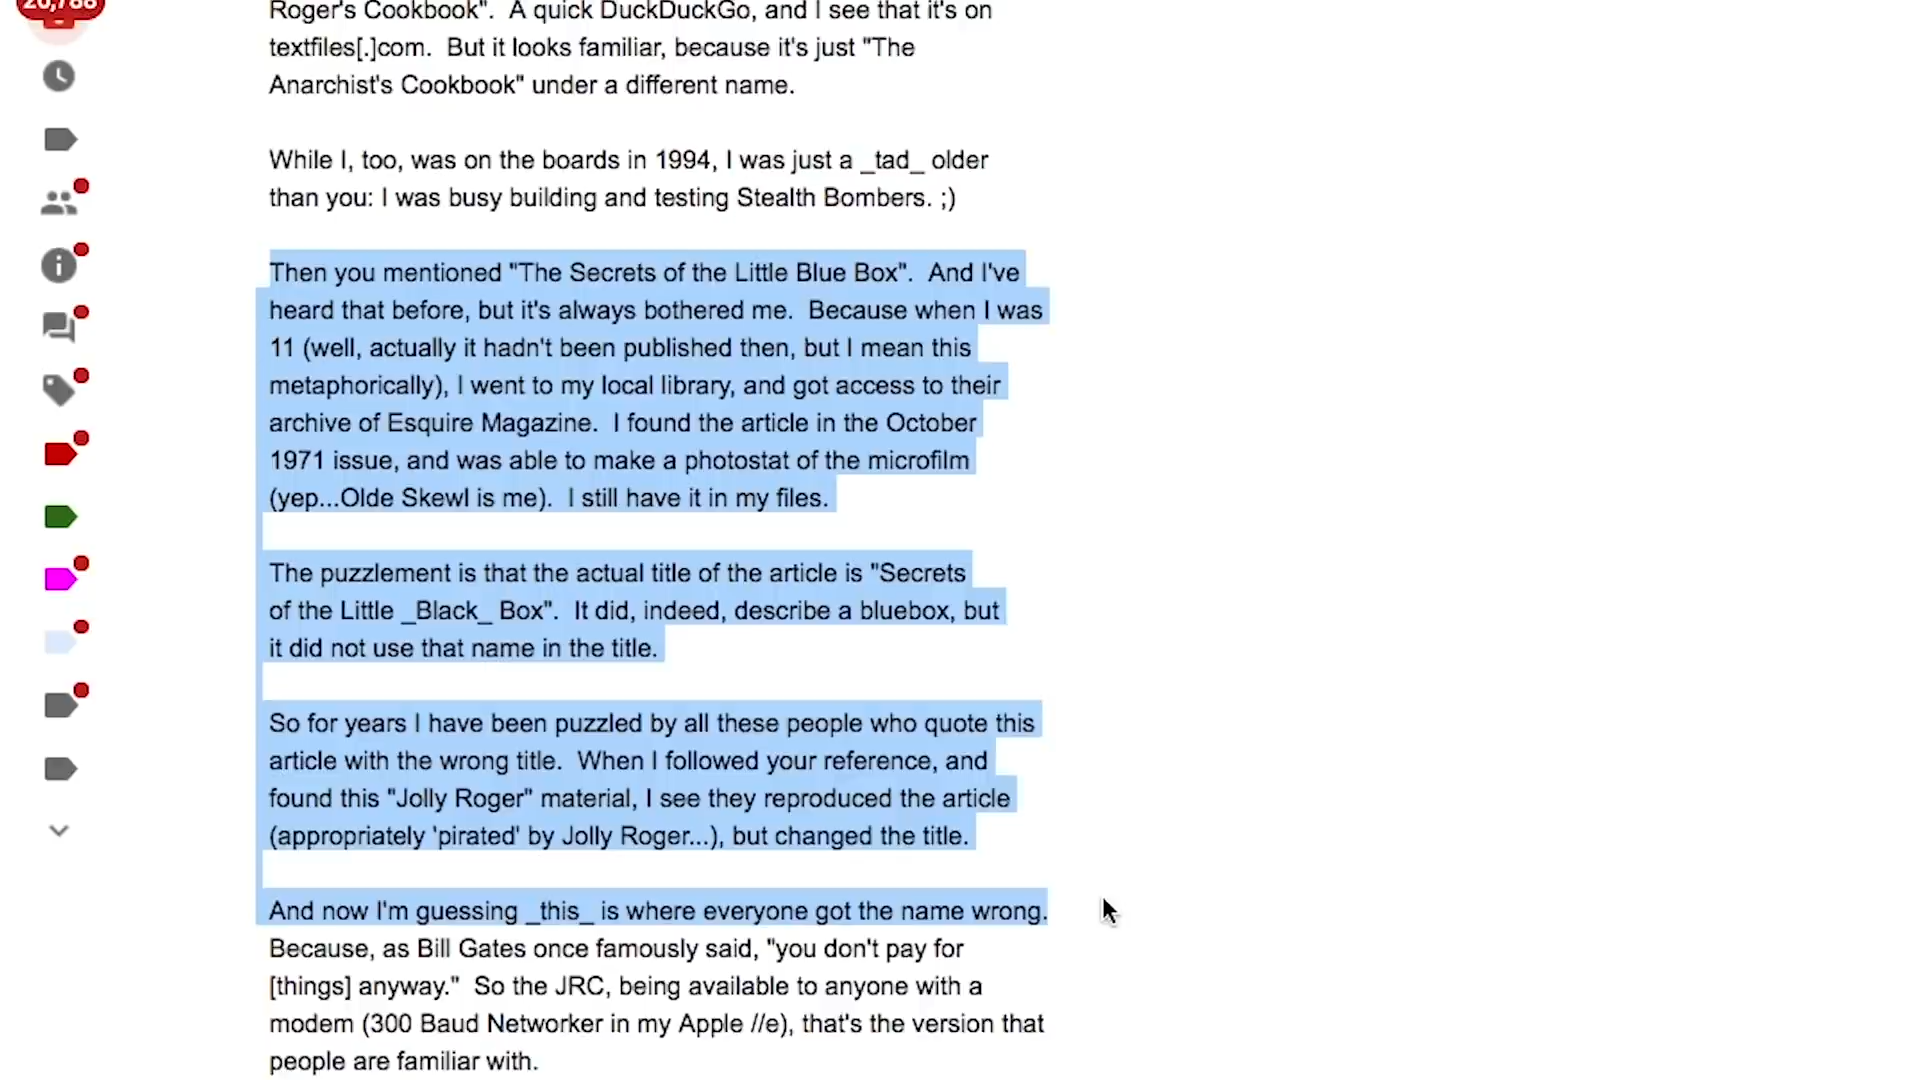 20,786
Roger's Cookbook".  A quick DuckDuckGo, and I see that it's on
textfiles[.]com.  But it looks familiar, because it's just "The
Anarchist's Cookbook" under a different name.
While I, too, was on the boards in 1994, I was just a _tad_ older
than you: I was busy building and testing Stealth Bombers. ;)
Then you mentioned "The Secrets of the Little Blue Box".  And I've
heard that before, but it's always bothered me.  Because when I was
11 (well, actually it hadn't been published then, but I mean this
metaphorically), I went to my local library, and got access to their
archive of Esquire Magazine.  I found the article in the October
1971 issue, and was able to make a photostat of the microfilm
(yep...Olde Skewl is me).  I still have it in my files.
The puzzlement is that the actual title of the article is "Secrets
of the Little _Black_ Box".  It did, indeed, describe a bluebox, but
it did not use that name in the title.
So for years I have been puzzled by all these people who quote this
article with the wrong title.  When I followed your reference, and
found this "Jolly Roger" material, I see they reproduced the article
(appropriately 'pirated' by Jolly Roger...), but changed the title.
And now I'm guessing _this_ is where everyone got the name wrong.
Because, as Bill Gates once famously said, "you don't pay for
[things] anyway."  So the JRC, being available to anyone with a
modem (300 Baud Networker in my Apple //e), that's the version that
people are familiar with.